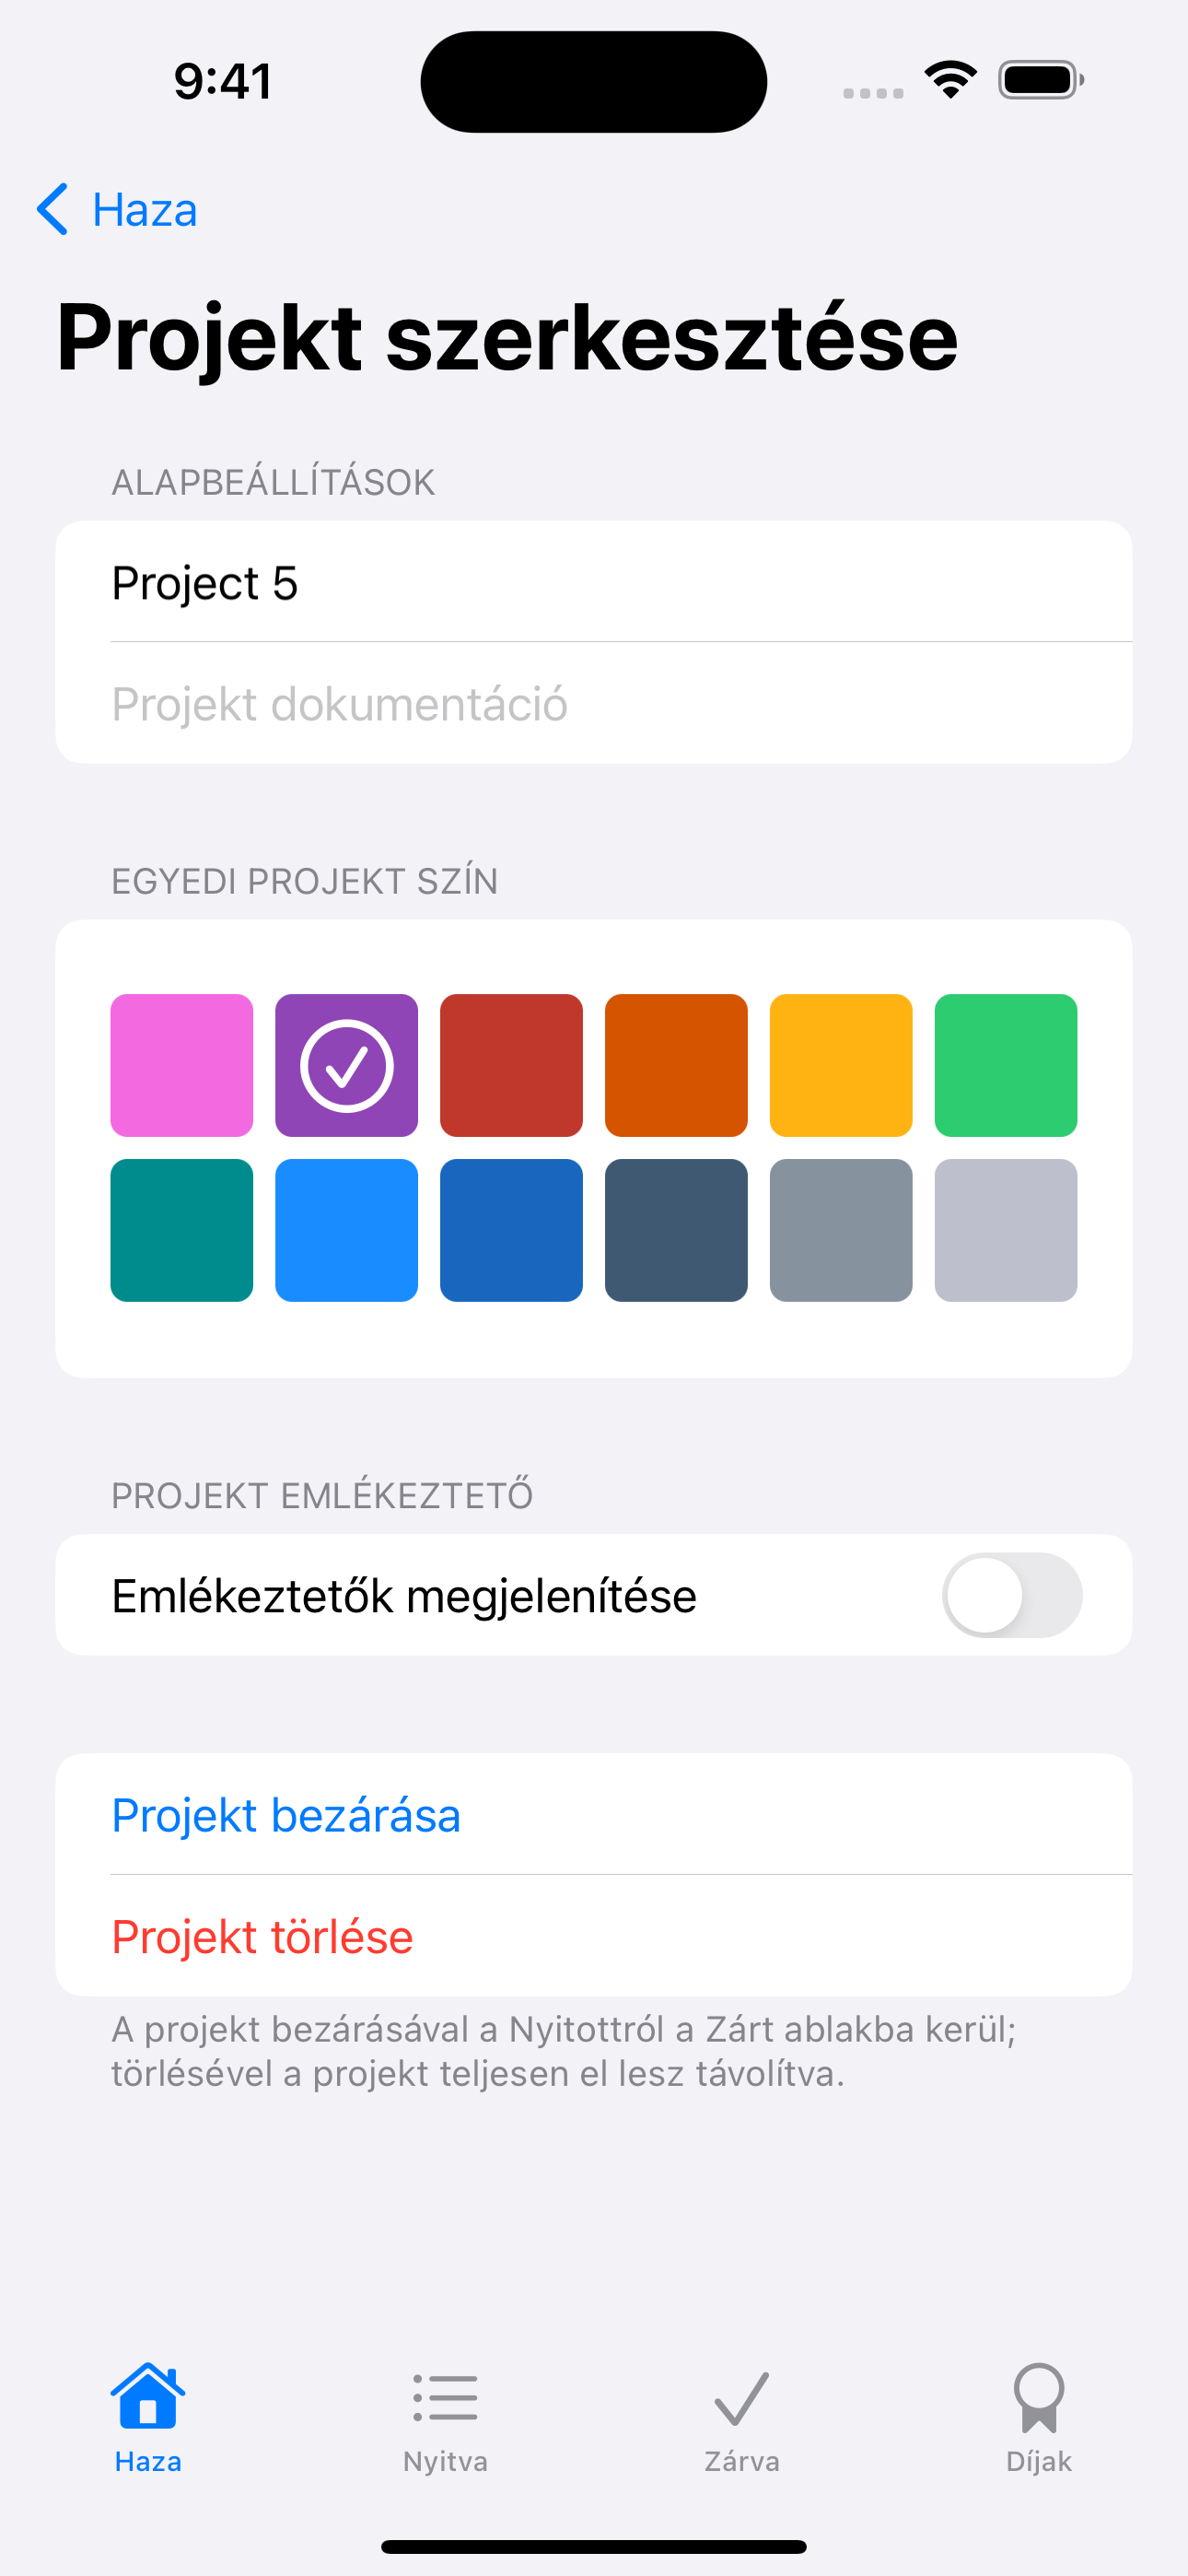 9:41
Haza
Projekt szerkesztése
ALAPBEÁLLÍTÁSOK
Project 5
Projekt dokumentáció
EGYEDI PROJEKT SZÍN
PROJEKT EMLÉKEZTETŐ
Emlékeztetők megjelenítése
Projekt bezárása
Projekt törlése
A projekt bezárásával a Nyitottról a Zárt ablakba kerül;
törlésével a projekt teljesen el lesz távolítva.
Haza
Nyitva
Zárva
Díjak